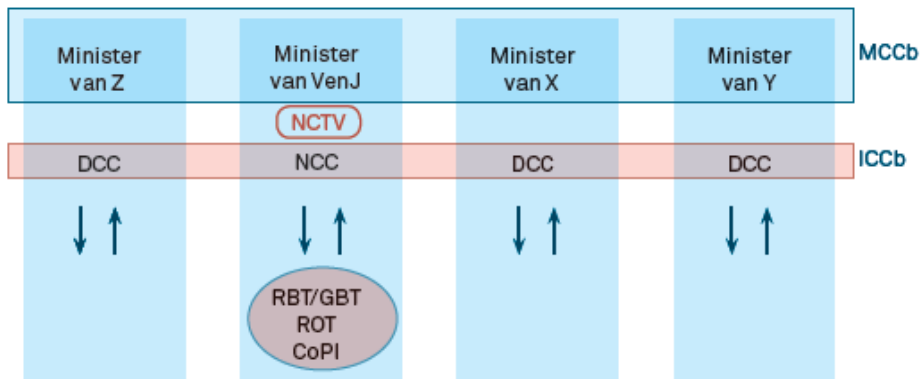 Minister
van Z
Minister
van VenJ
Minister
van X
Minister
van Y
MCCb
NCTV
DCC
NCC
DCC
DCC
ICCb
RBT/GBT
ROT
CoPI